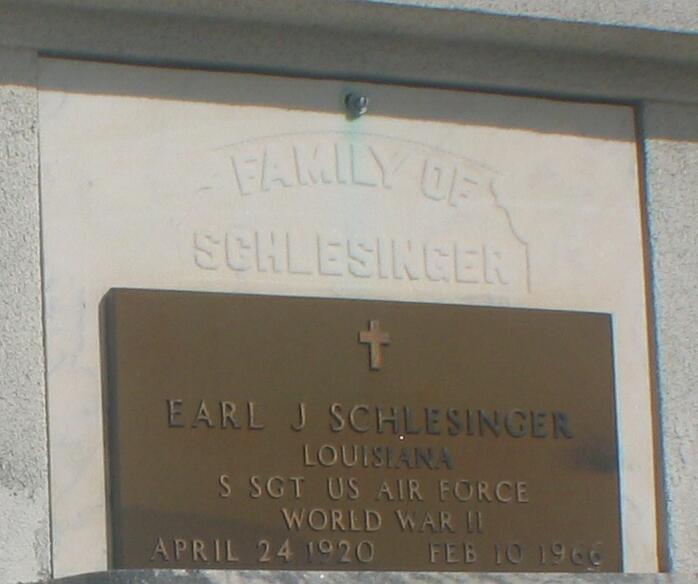 FAMILY OF
SCHLESINGER
EARL J SCHLESINGER
LOUISIANA
S SGT US AIR FORCE
WORLD WAR II
APRIL 24 1920 FEB 10 1966